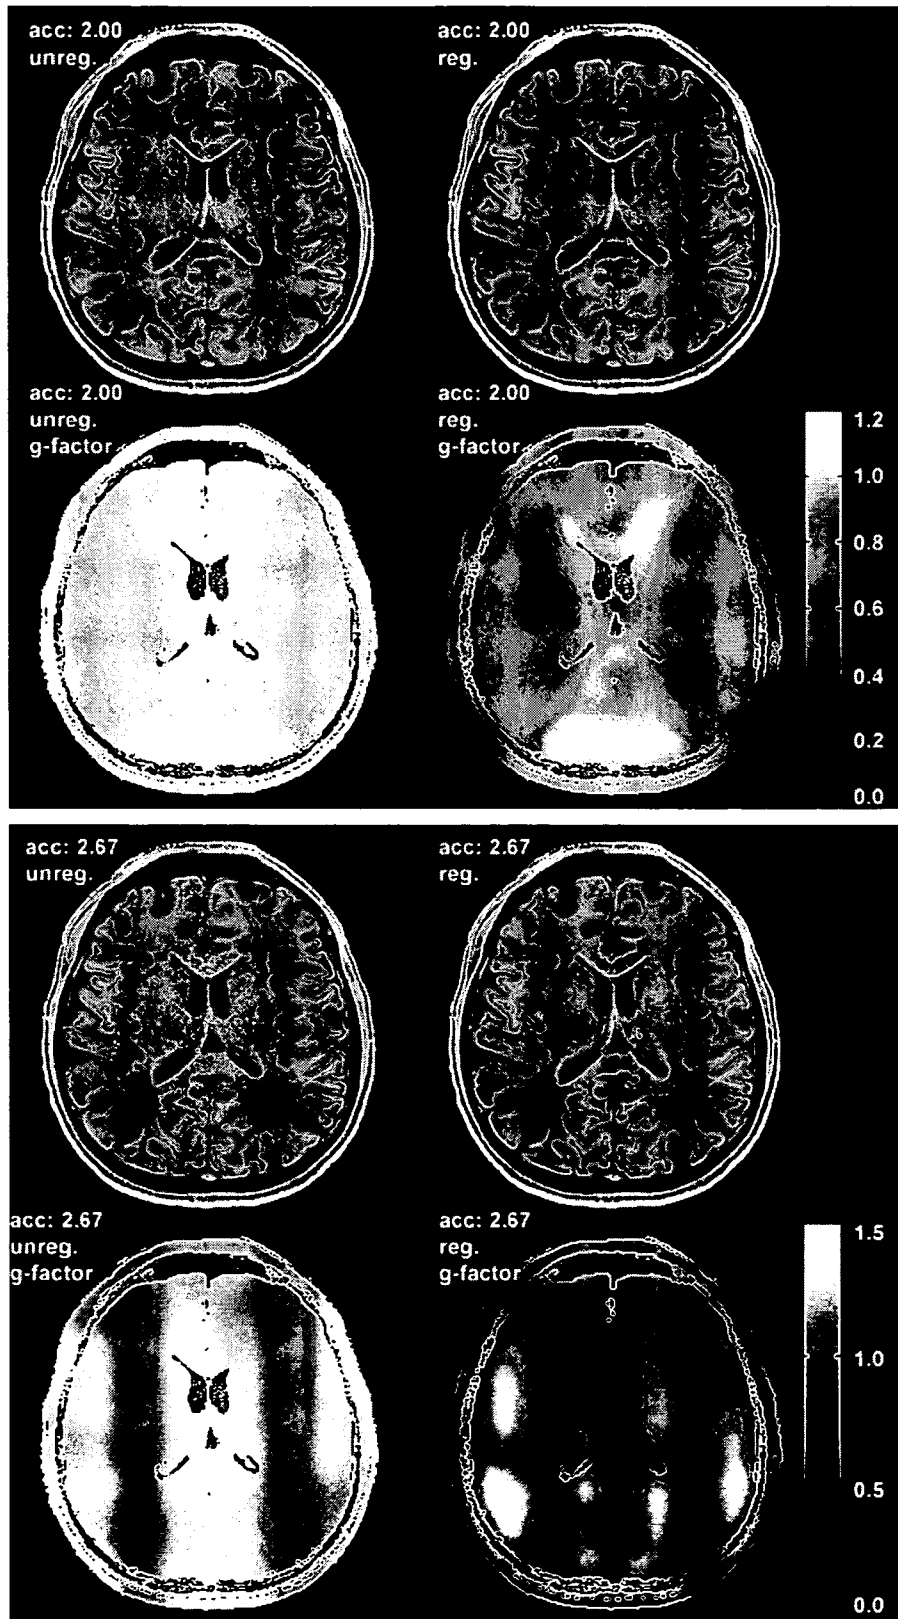 acc: 2.00
unreg.
acc: 2.00
reg.
acc: 2.00
unreg.
g-factor
acc: 2.00
reg.
g-factor
1.2
1.0
0.8
0.6
0.4
0.2
0.0
acc: 2.67
unreg.
acc: 2.67
reg.
acc: 2.67
unreg.
g-factor
acc: 2.67
reg.
g-factor
1.5
1.0
0.5
0.0